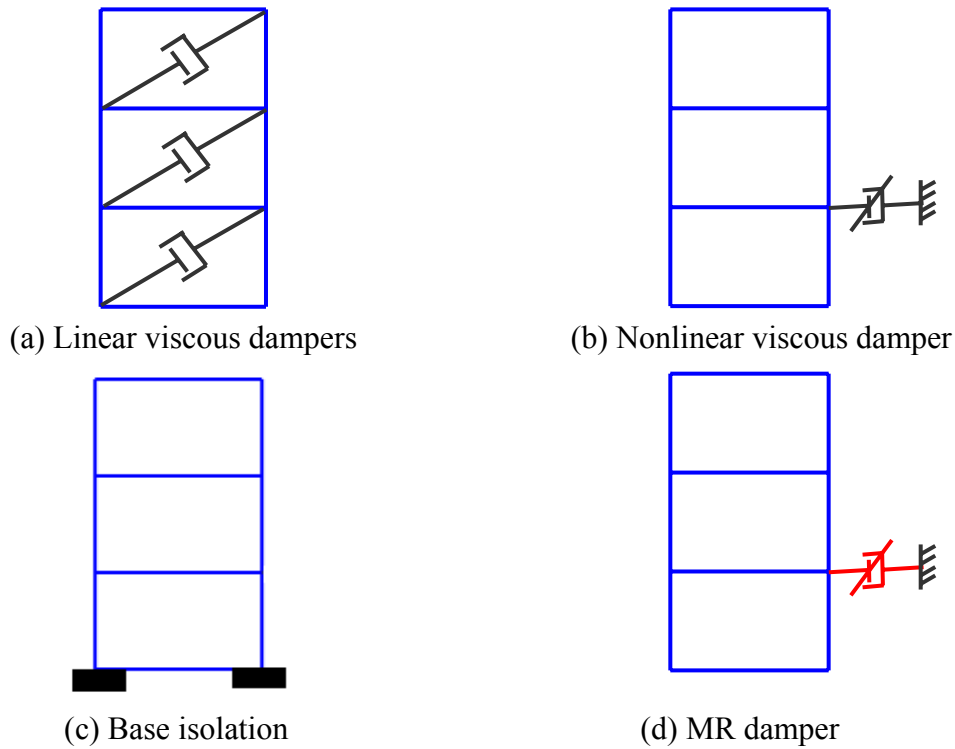 (a) Linear viscous dampers
(b) Nonlinear viscous damper
(c) Base isolation
(d) MR damper